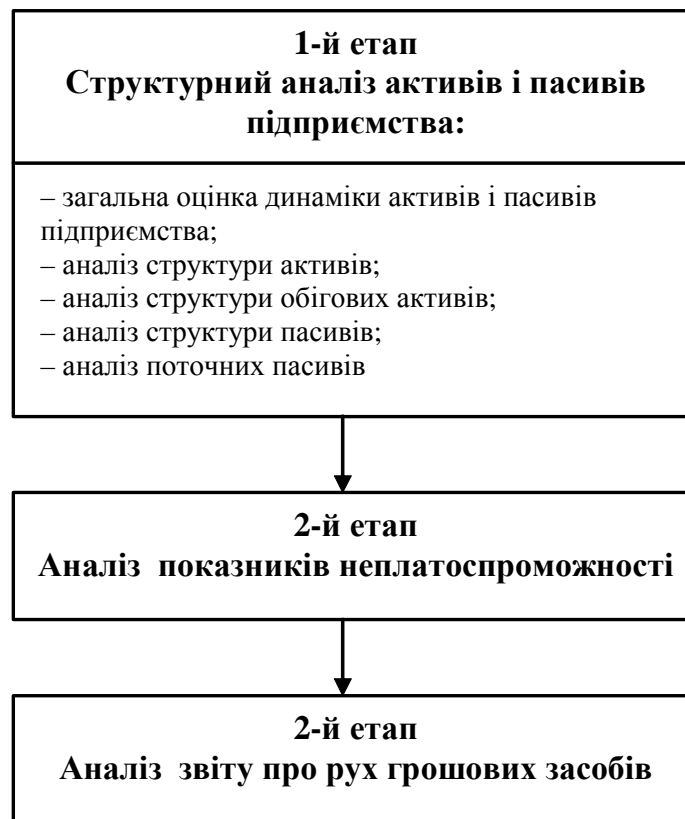 1-й етап
Структурний аналіз активів і пасивів
підприємства:
– загальна оцінка динаміки активів і пасивів
підприємства;
– аналіз структури активів;
– аналіз структури обігових активів;
– аналіз структури пасивів;
– аналіз поточних пасивів
2-й етап
Аналіз показників неплатоспроможності
2-й етап
Аналіз звіту про рух грошових засобів